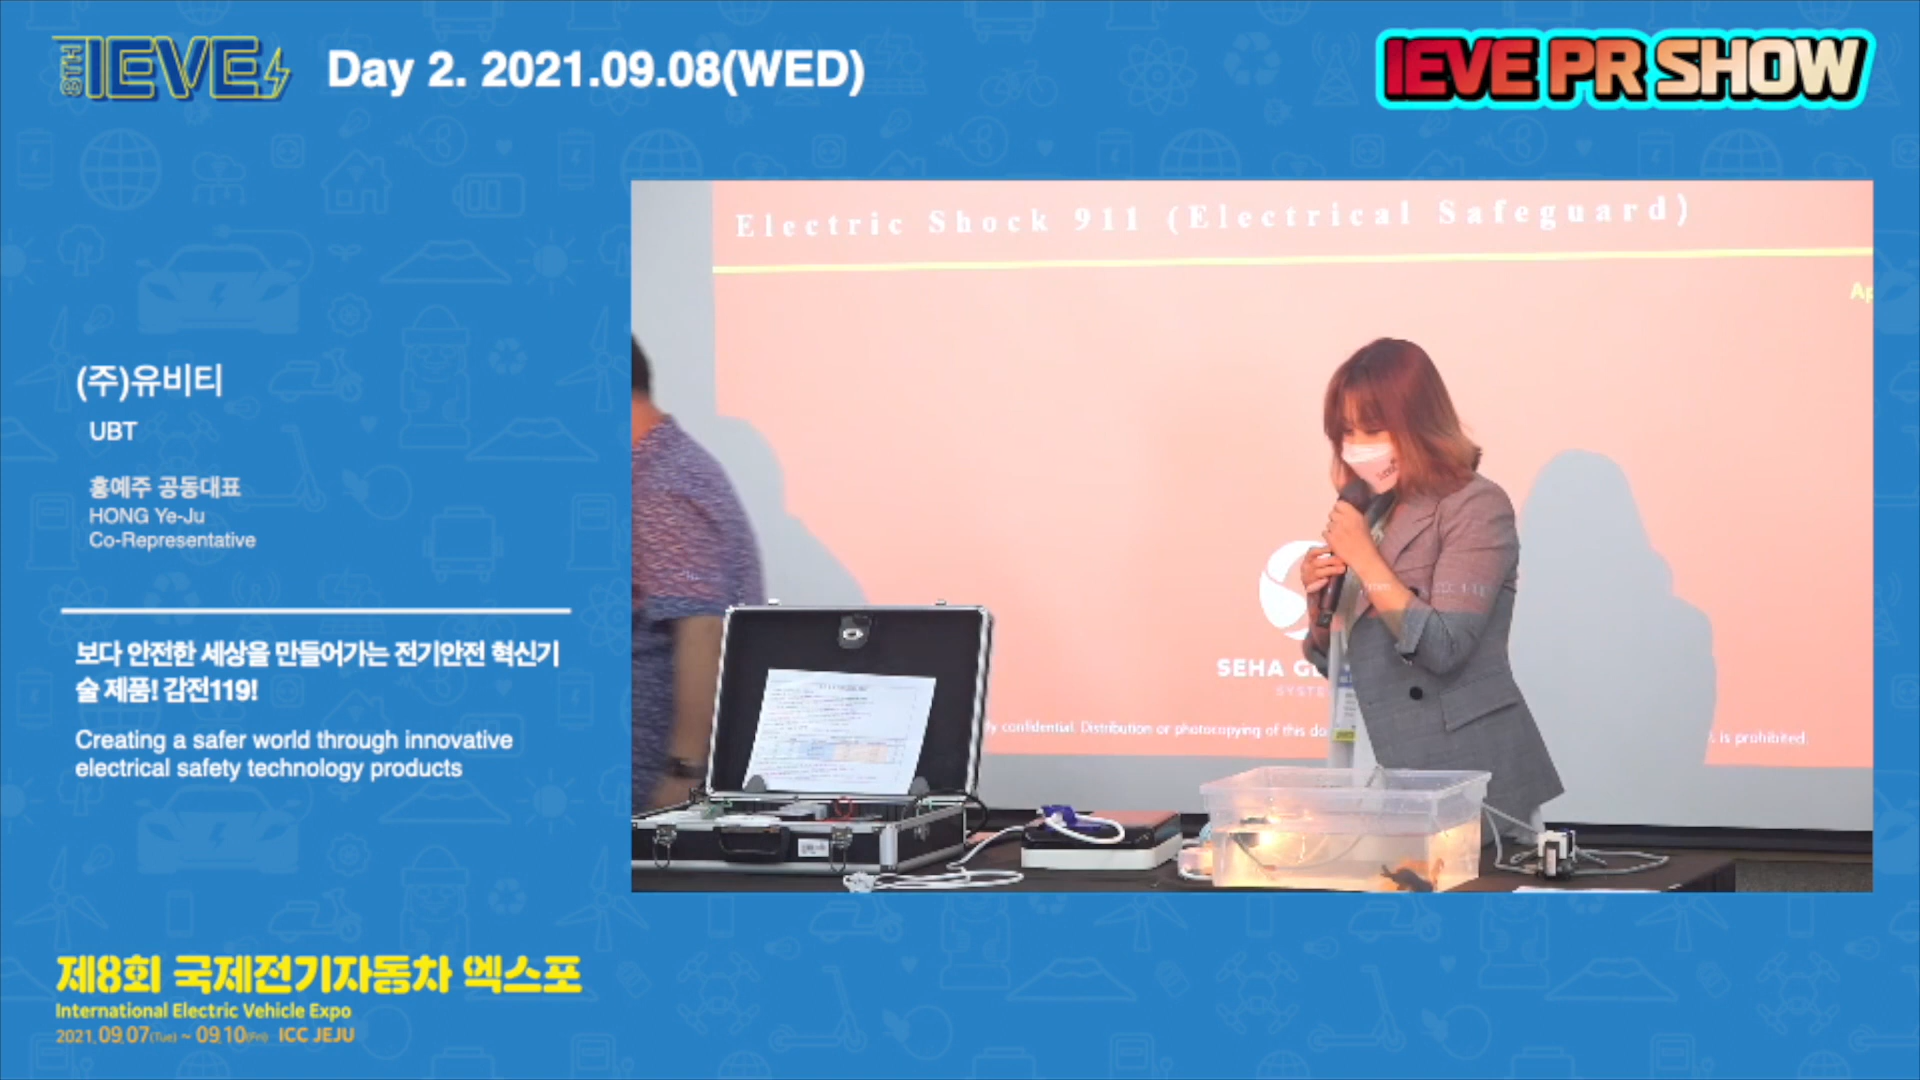 8TH IEVE
Day 2. 2021.09.08(WED)
IEVE PR SHOW
(주)유비티
UBT
홍예주 공동대표
HONG Ye-Ju
Co-Representative
보다 안전한 세상을 만들어가는 전기안전 혁신기
술 제품! 감전119!
Creating a safer world through innovative
electrical safety technology products
Electric Shock 911 (Electrical Safeguard)
SEHA
confidential. Distribution or photocopying of this
is prohibited.
제8회 국제전기자동차 엑스포
International Electric Vehicle Expo
2021. 09.07(Tue) ~ 09.10(Fri) ICC JEJU